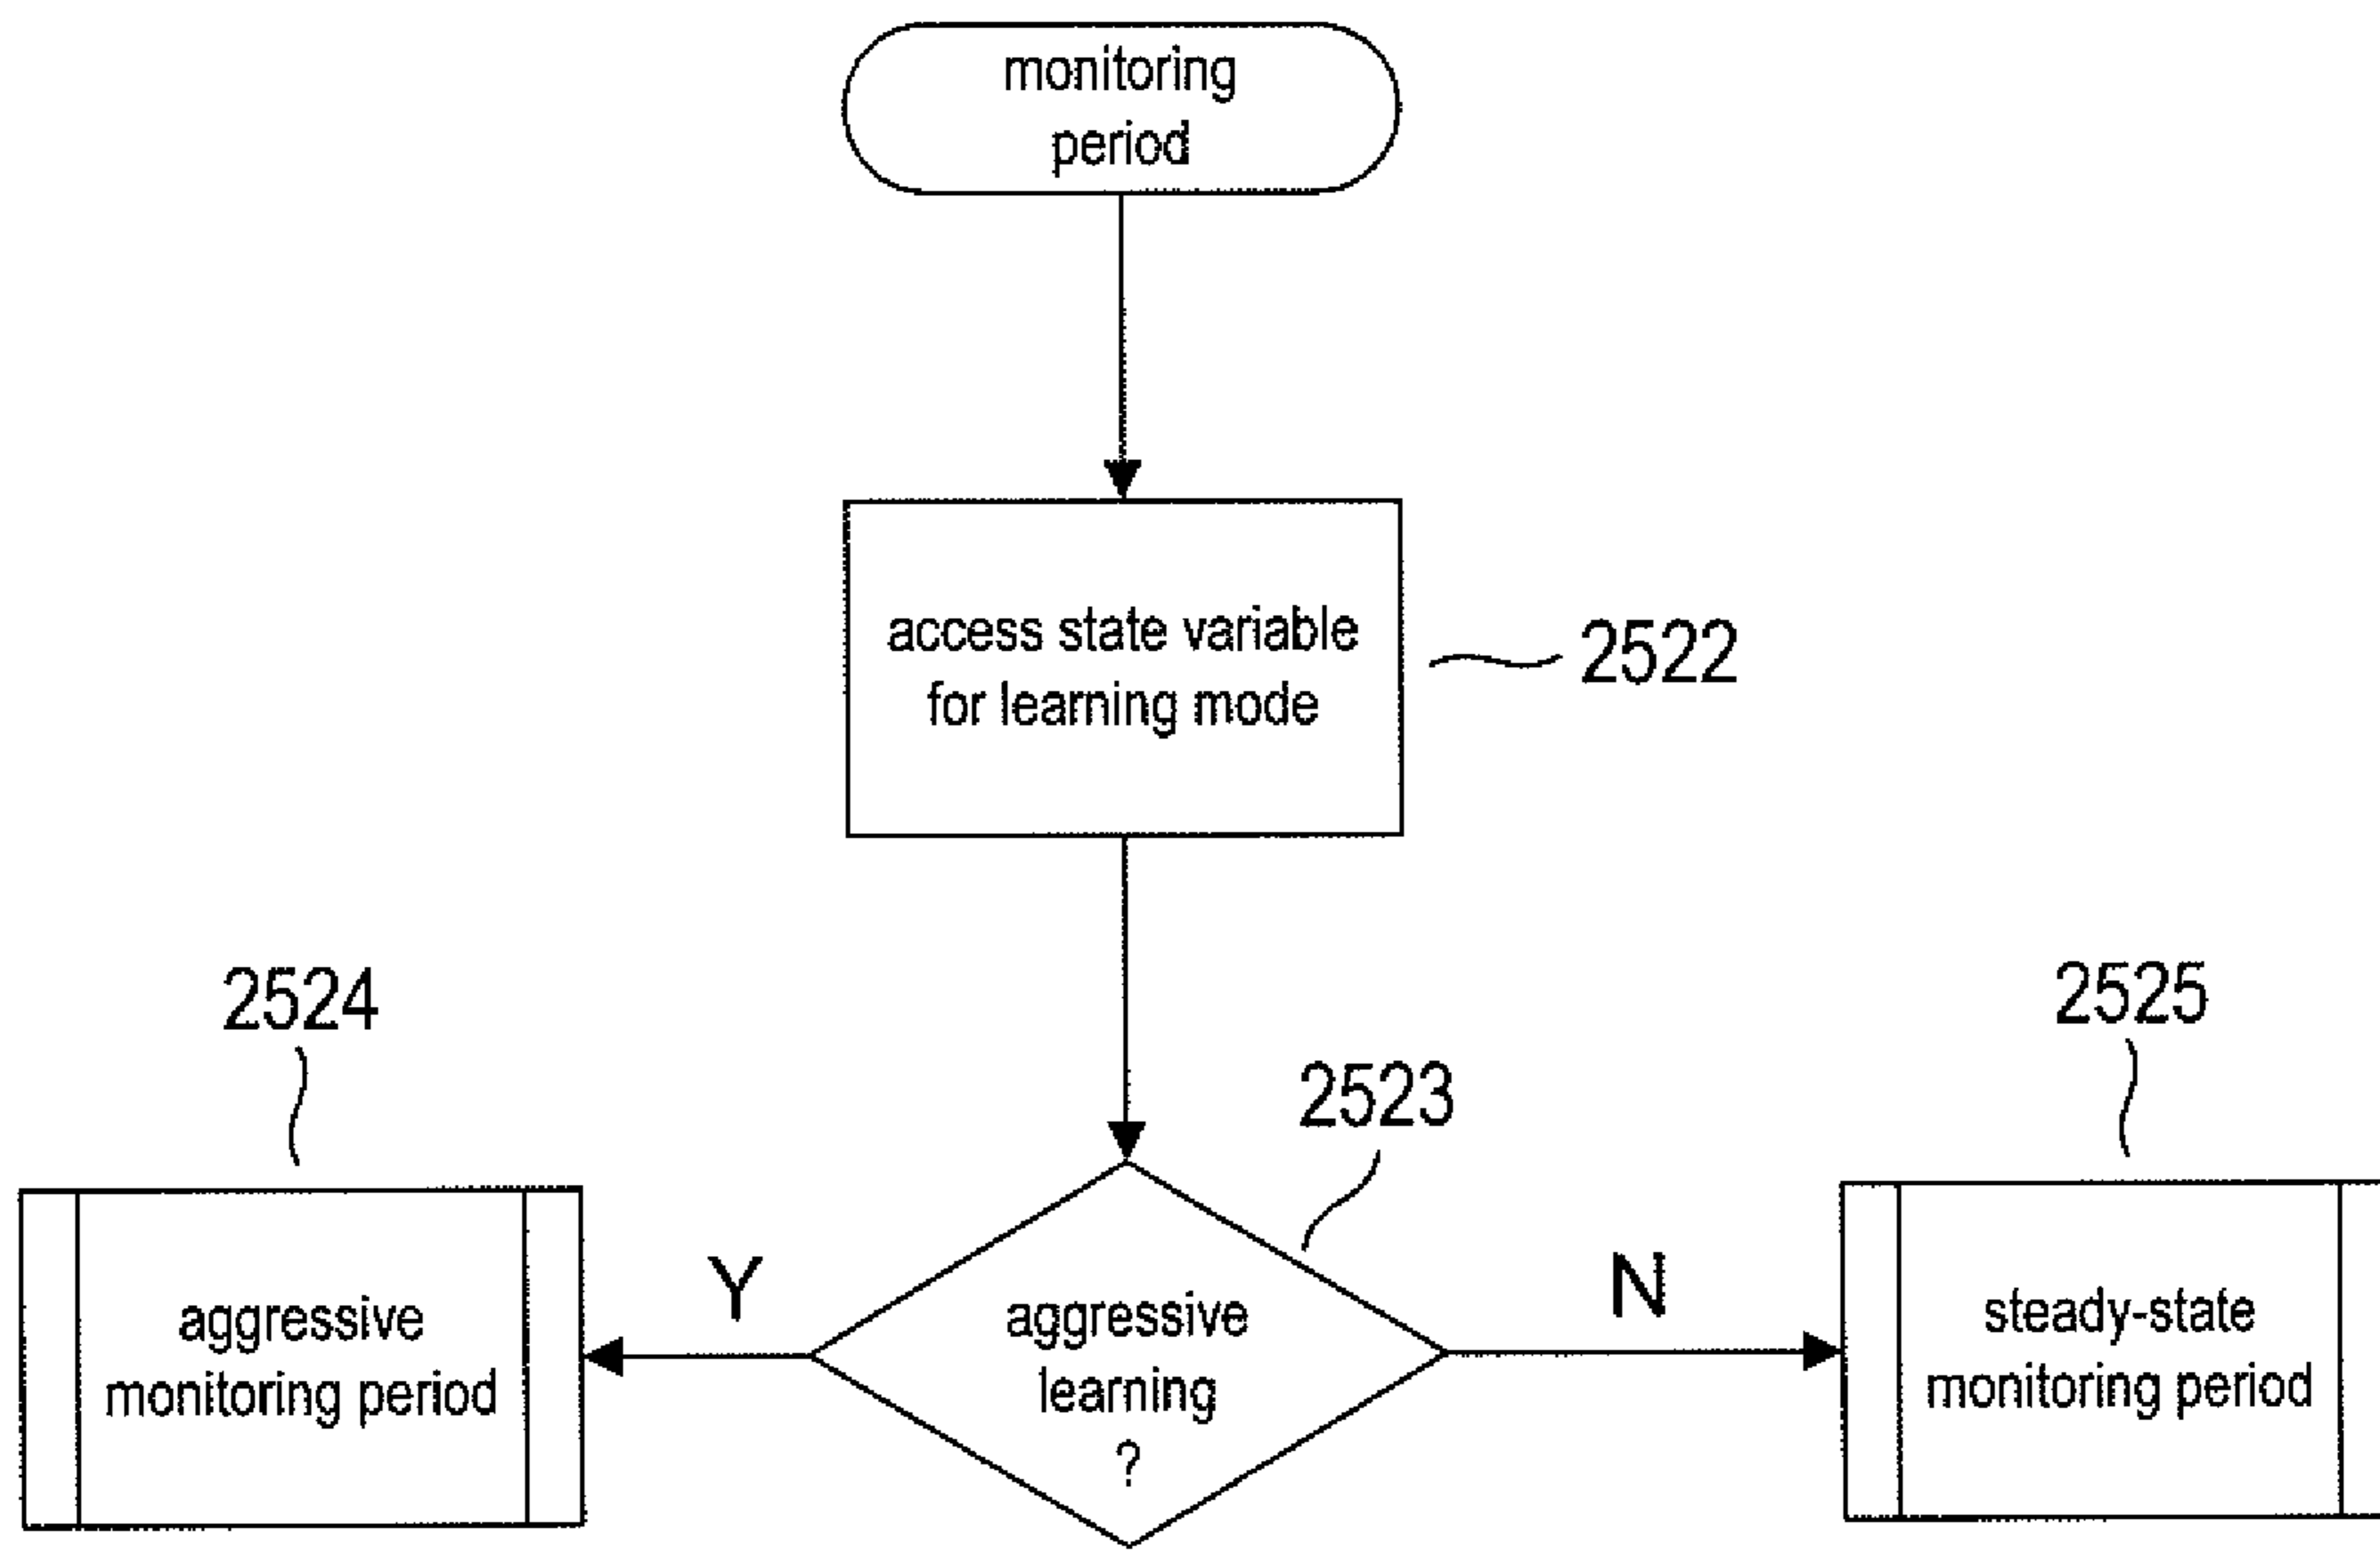 monitoring
period
access state variable
for learning mode
2522
2524
2523
2525
Y
N
aggressive
monitoring period
aggressive
learning
?
steady-state
monitoring period